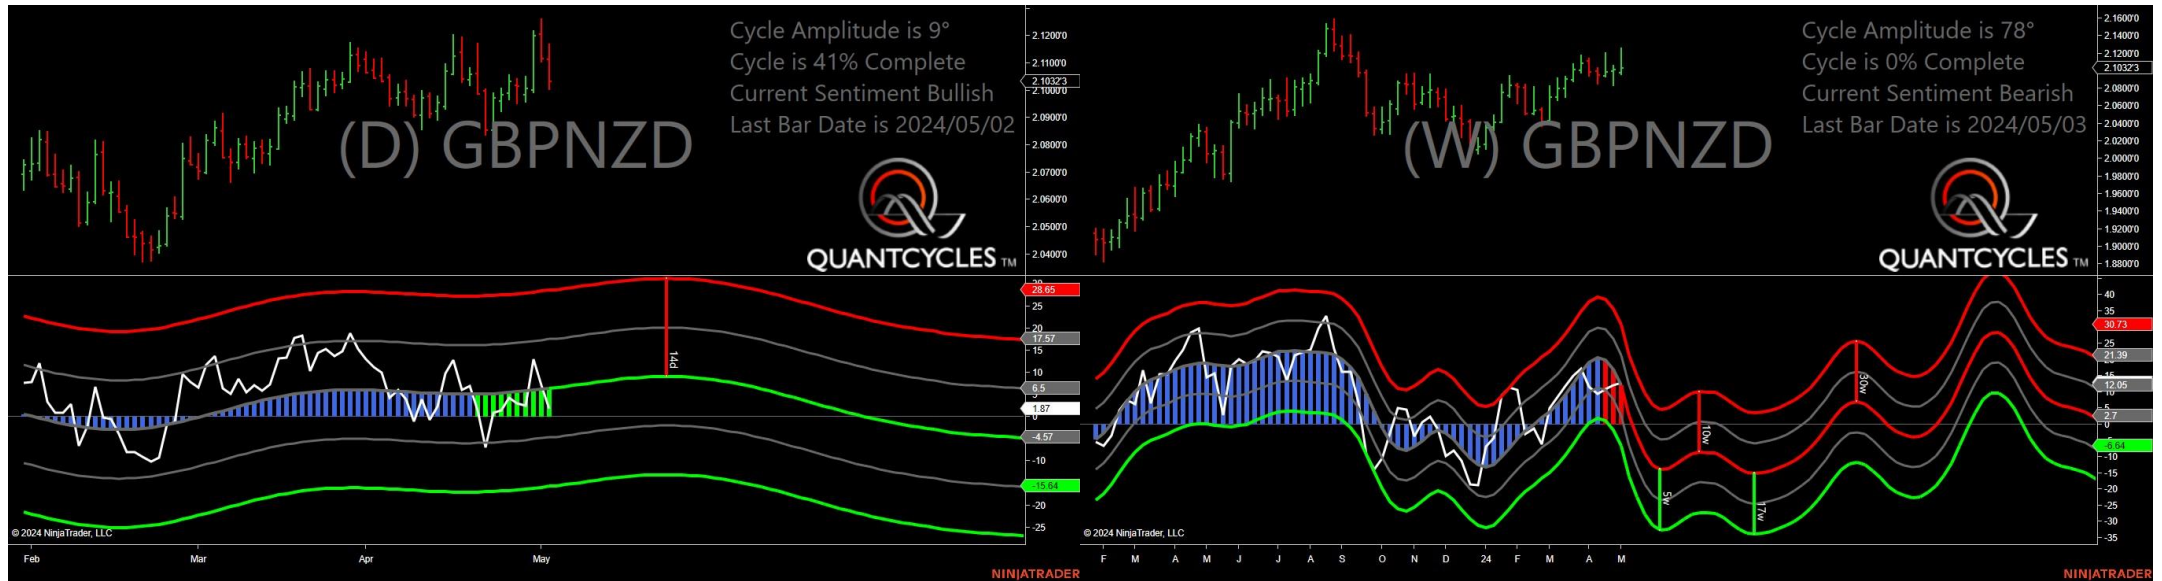 Cycle Amplitude is 9°
Cycle is 41% Complete
Current Sentiment Bullish
Last Bar Date is 2024/05/02
(D) GBPNZD
QUANTCYCLES TM
2.1200'0
2.1100'0
2.1032'3
2.1000'0
2.0900'0
2.0800'0
2.0700'0
2.0600'0
2.0500'0
2.0400'0
28.65
25
20
17.57
15
10
6.5
1.87
0
-4.57
-10
-15.64
-20
-25
14d
© 2024 NinjaTrader, LLC
Feb Mar Apr May
NINJATRADER
Cycle Amplitude is 78°
Cycle is 0% Complete
Current Sentiment Bearish
Last Bar Date is 2024/05/03
(W) GBPNZD
QUANTCYCLES TM
2.1600'0
2.1400'0
2.1200'0
2.1032'3
2.0800'0
2.0600'0
2.0400'0
2.0200'0
2.0000'0
1.9800'0
1.9600'0
1.9400'0
1.9200'0
1.9000'0
1.8800'0
40
35
30.73
25
21.39
15
12.05
2.7
0
-6.64
-10
-15
-20
-25
-30
-35
5w
10w
17w
30w
© 2024 NinjaTrader, LLC
F M A M J J A S O N D 24 F M A M
NINJATRADER